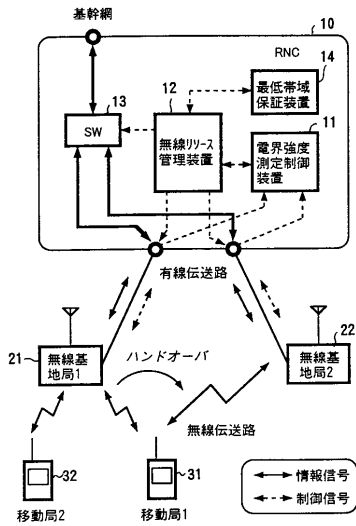 基幹網
10
RNC
14
12
最低帯域
保証装置
13
11
SW
無線リソース
管理装置
電界強度
測定制御
装置
有線伝送路
21
無線基
地局1
ハンドオーバ
22
無線基
地局2
無線伝送路
32
31
移動局2
移動局1
情報信号
制御信号